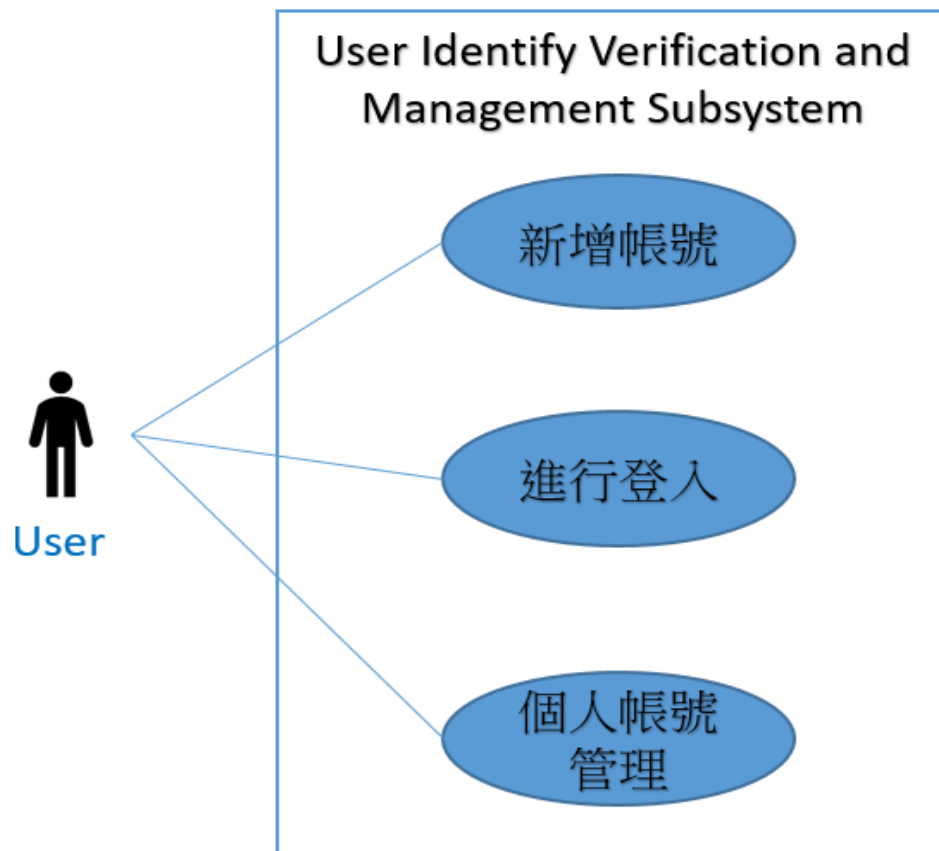 User Identify Verification and
Management Subsystem
新增帳號
進行登入
User
個人帳號
管理